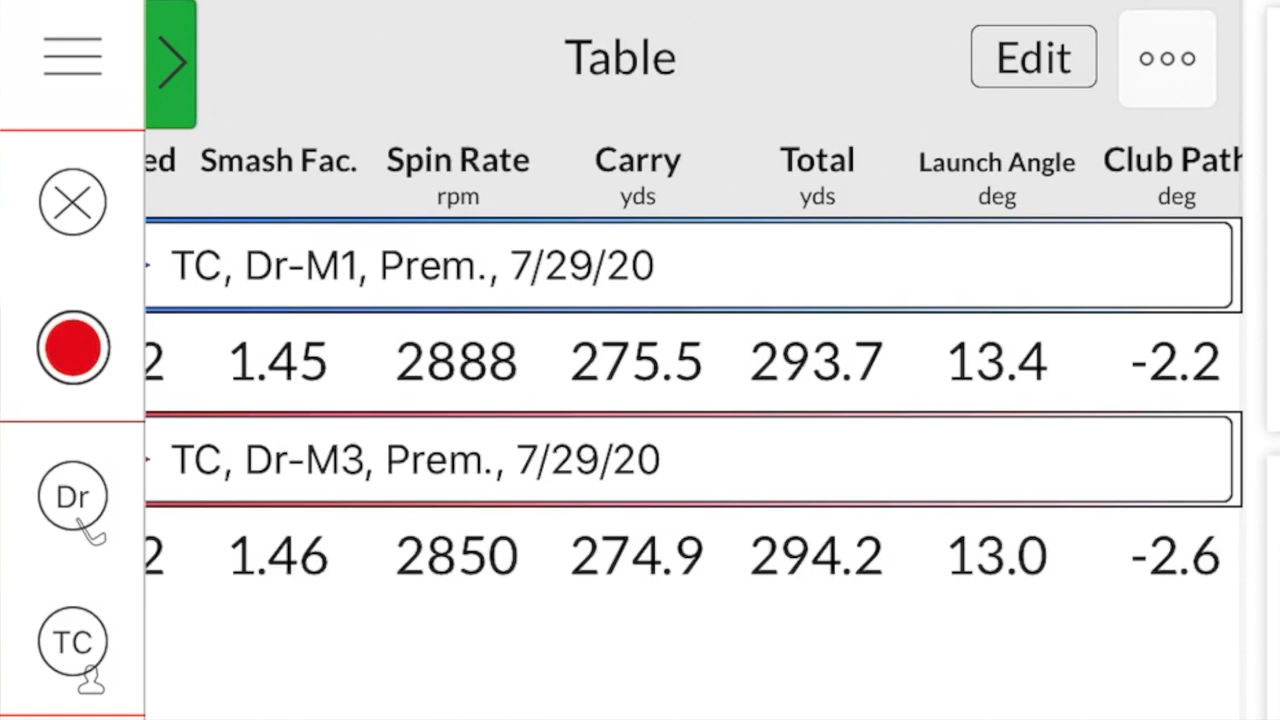 Table Edit
ed Smash Fac. Spin Rate Carry Total Launch Angle Club Path
rpm yds yds deg deg
TC, Dr-M1, Prem., 7/29/20
2 1.45 2888 275.5 293.7 13.4 -2.2
TC, Dr-M3, Prem., 7/29/20
2 1.46 2850 274.9 294.2 13.0 -2.6
Dr
TC